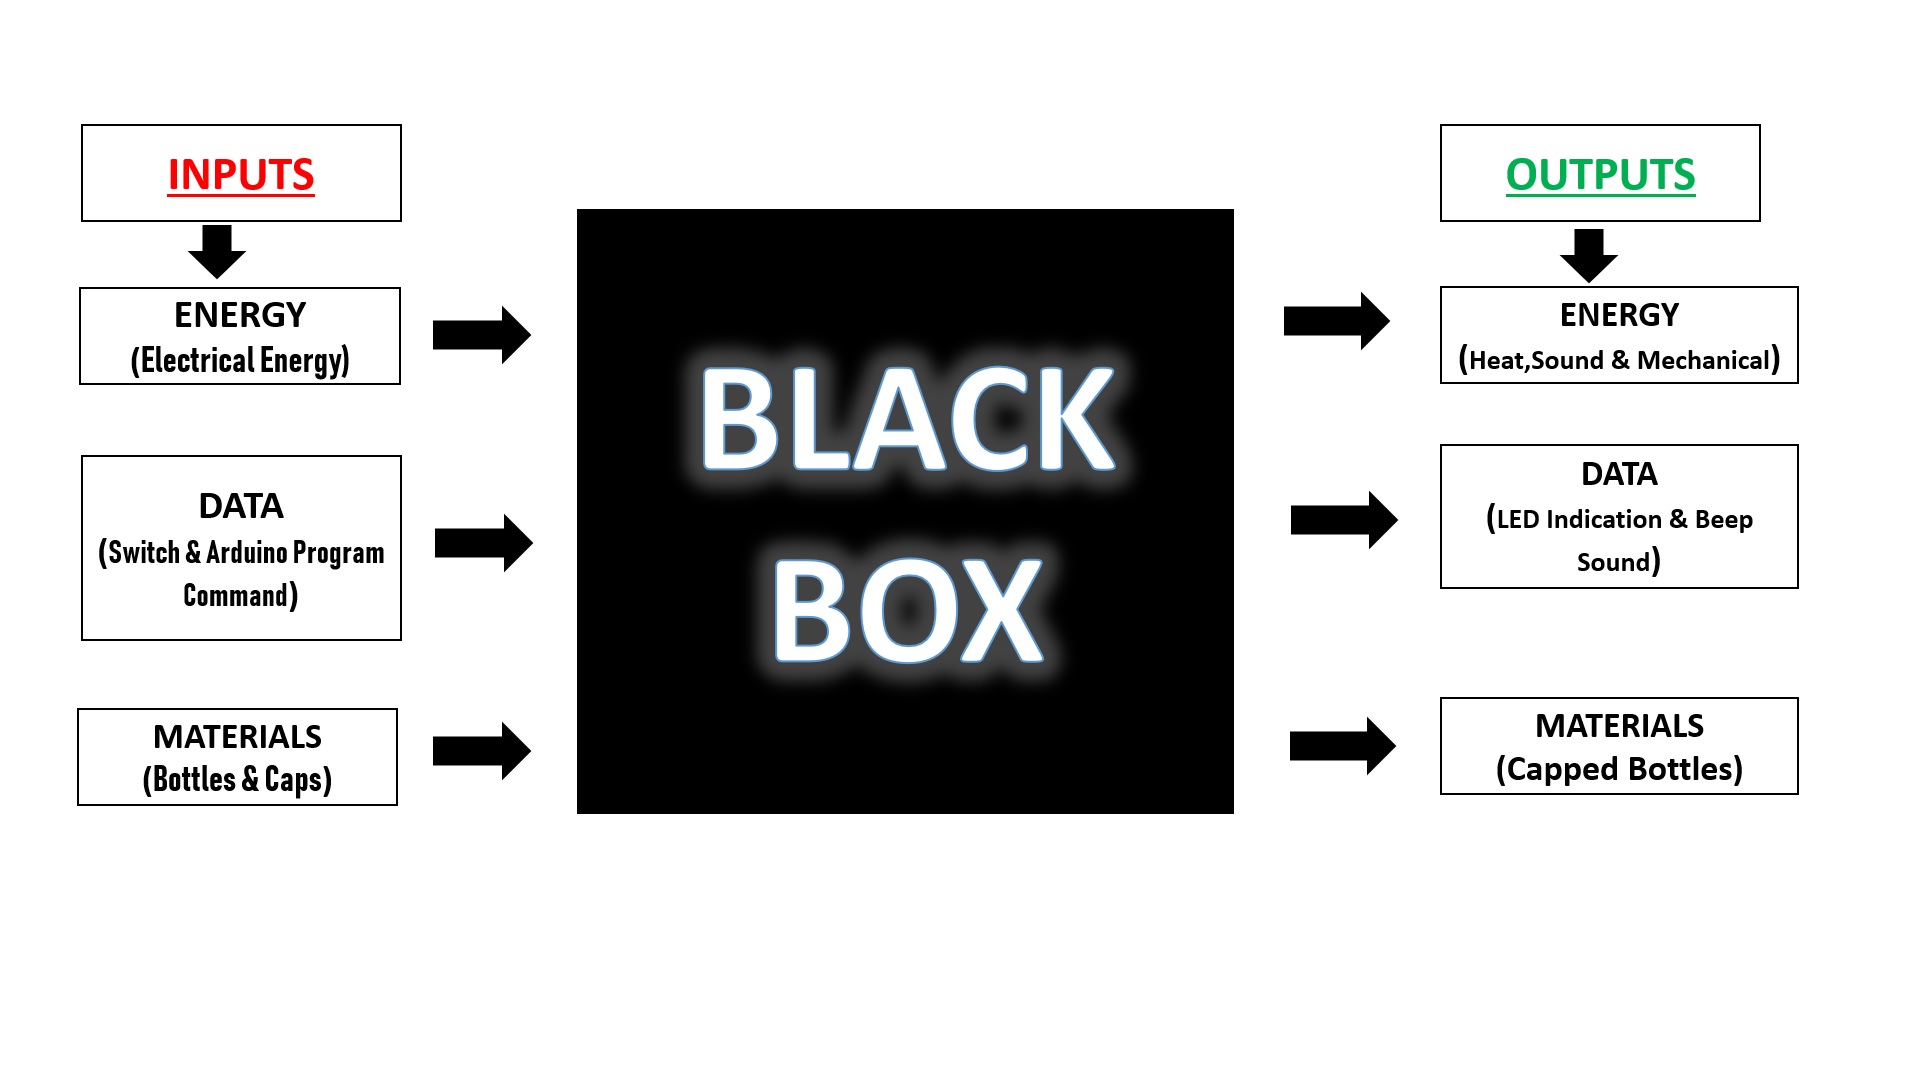 INPUTS
ENERGY
(Electrical Energy)
DATA
(Switch & Arduino Program
Command)
MATERIALS
(Bottles & Caps)
BLACK
BOX
OUTPUTS
ENERGY
(Heat,Sound & Mechanical)
DATA
(LED Indication & Beep
Sound)
MATERIALS
(Capped Bottles)